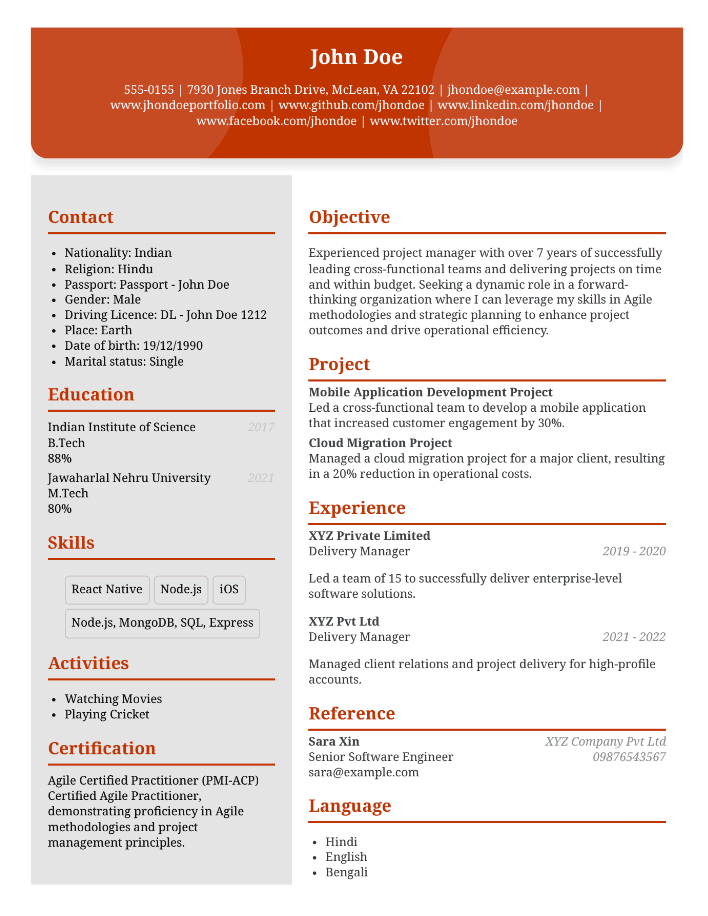 John Doe
555-0155 | 7930 Jones Branch Drive, McLean, VA 22102 | jhondoe@example.com |
www.jhondoeportfolio.com | www.github.com/jhondoe | www.linkedin.com/jhondoe |
www.facebook.com/jhondoe | www.twitter.com/jhondoe
Contact
• Nationality: Indian
• Religion: Hindu
• Passport: Passport - John Doe
• Gender: Male
• Driving Licence: DL - John Doe 1212
• Place: Earth
• Date of birth: 19/12/1990
• Marital status: Single
Education
Indian Institute of Science 2017
B.Tech
88%
Jawaharlal Nehru University 2021
M.Tech
80%
Skills
React Native Node.js iOS
Node.js, MongoDB, SQL, Express
Activities
• Watching Movies
• Playing Cricket
Certification
Agile Certified Practitioner (PMI-ACP)
Certified Agile Practitioner,
demonstrating proficiency in Agile
methodologies and project
management principles.
Objective
Experienced project manager with over 7 years of successfully
leading cross-functional teams and delivering projects on time
and within budget. Seeking a dynamic role in a forward-
thinking organization where I can leverage my skills in Agile
methodologies and strategic planning to enhance project
outcomes and drive operational efficiency.
Project
Mobile Application Development Project
Led a cross-functional team to develop a mobile application
that increased customer engagement by 30%.
Cloud Migration Project
Managed a cloud migration project for a major client, resulting
in a 20% reduction in operational costs.
Experience
XYZ Private Limited
Delivery Manager 2019 - 2020
Led a team of 15 to successfully deliver enterprise-level
software solutions.
XYZ Pvt Ltd
Delivery Manager 2021 - 2022
Managed client relations and project delivery for high-profile
accounts.
Reference
Sara Xin XYZ Company Pvt Ltd
Senior Software Engineer 09876543567
sara@example.com
Language
• Hindi
• English
• Bengali